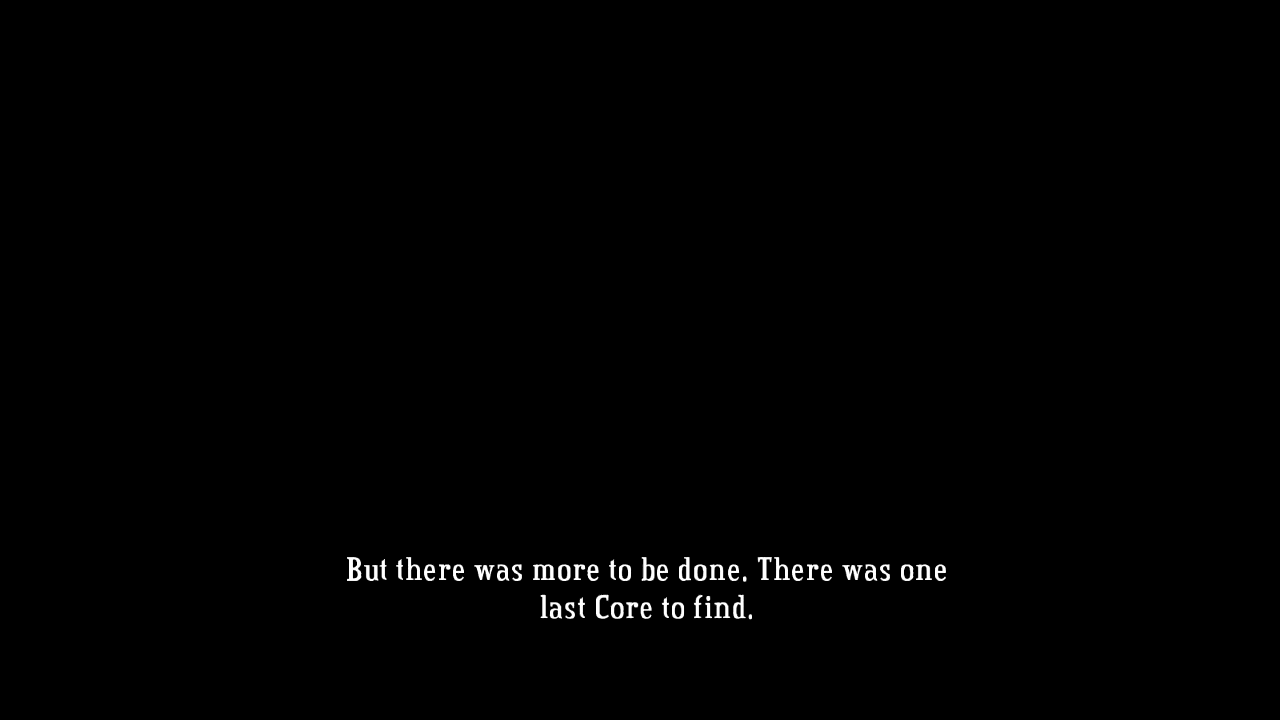 But there was more to be done. There was one
last Core to find.